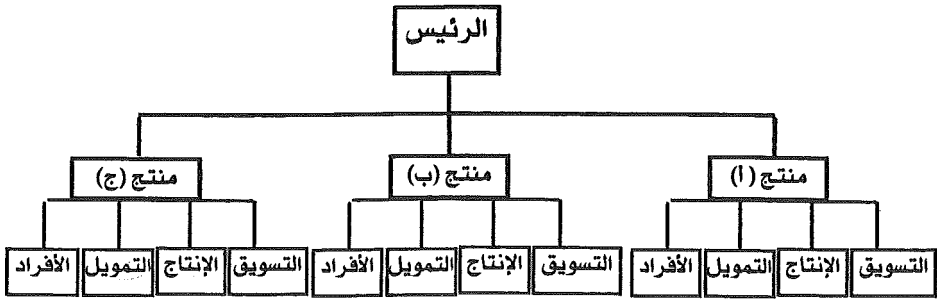 الرئيس
منتج (أ) منتج (ب) منتج (ج)
التسويق الإنتاج التمويل الأفراد التسويق الإنتاج التمويل الأفراد التسويق الإنتاج التمويل الأفراد